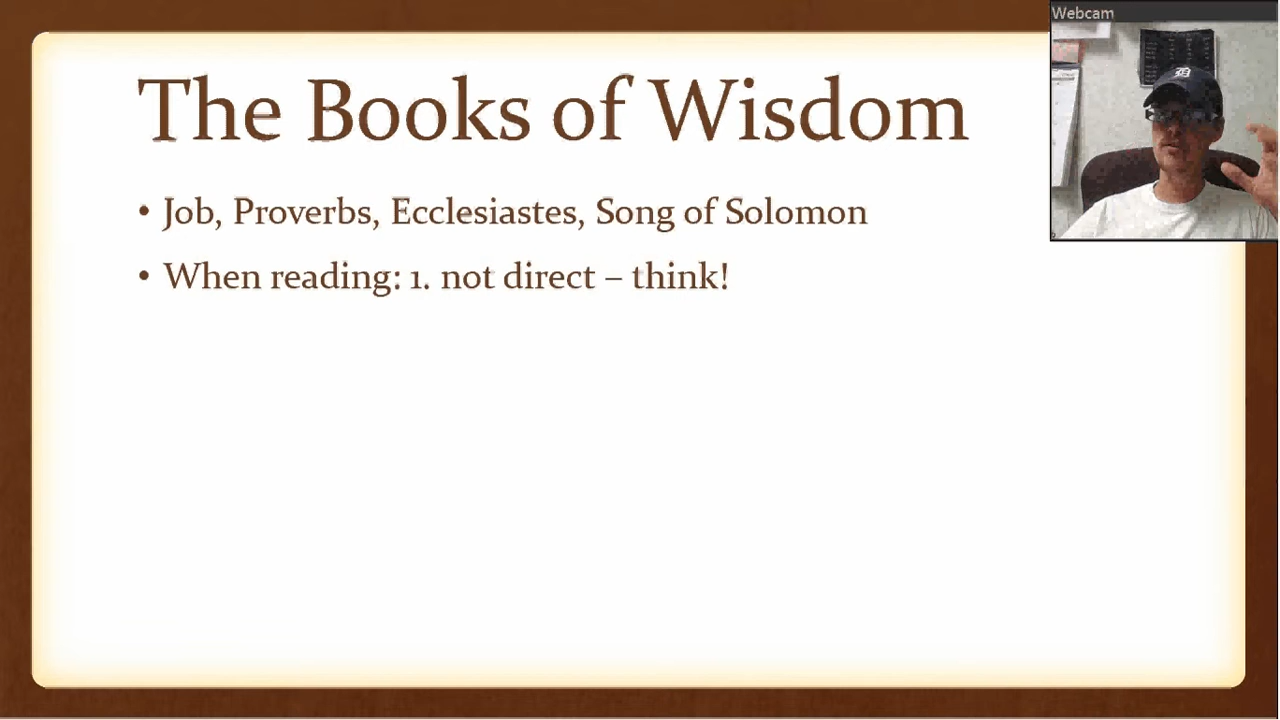 Webcam
The Books of Wisdom
• Job, Proverbs, Ecclesiastes, Song of Solomon
• When reading: 1. not direct – think!